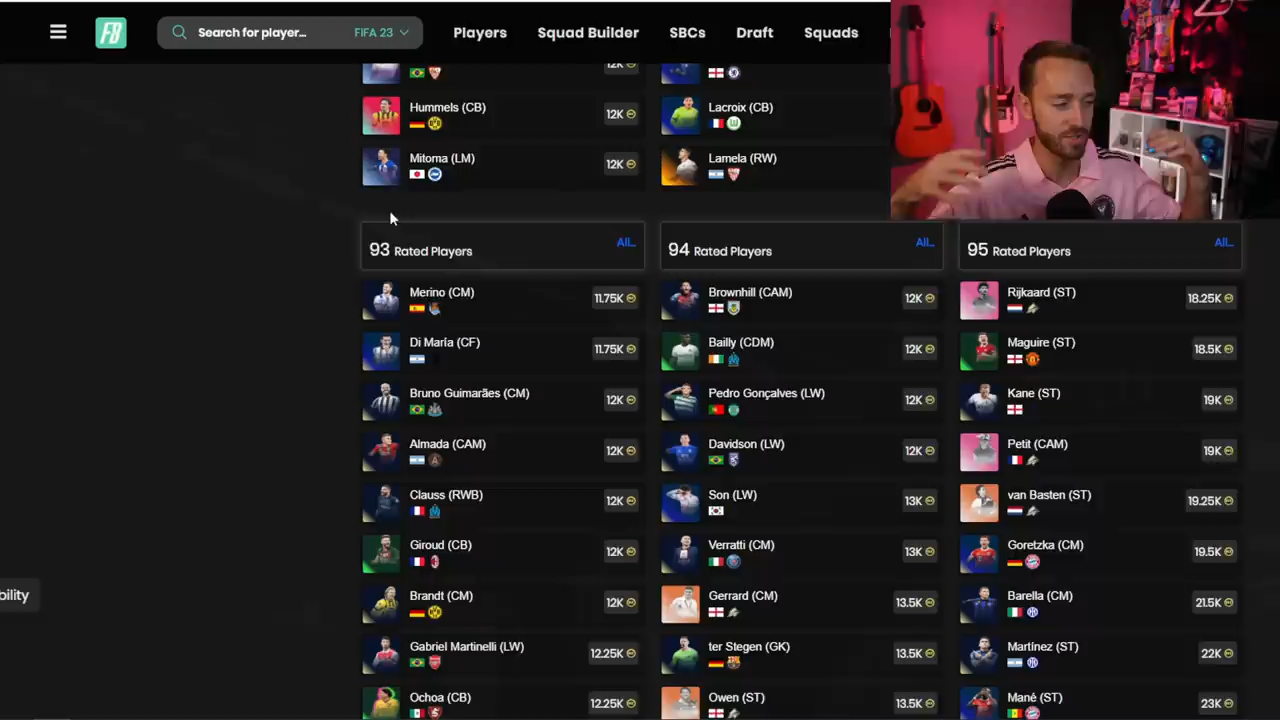 FB
Search for player...
FIFA 23
Players
Squad Builder
SBCs
Draft
Squads
12K
12K
Hummels (CB)
12K
Lacroix (CB)
Mitoma (LM)
12K
Lamela (RW)
93 Rated Players
All...
Merino (CM)
11.75K
Di María (CF)
11.75K
Bruno Guimarães (CM)
12K
Almada (CAM)
12K
Clauss (RWB)
12K
Giroud (CB)
12K
Brandt (CM)
12K
Gabriel Martinelli (LW)
12.25K
Ochoa (CB)
12.25K
94 Rated Players
All...
Brownhill (CAM)
12K
Bailly (CDM)
12K
Pedro Gonçalves (LW)
12K
Davidson (LW)
12K
Son (LW)
13K
Verratti (CM)
13K
Gerrard (CM)
13.5K
ter Stegen (GK)
13.5K
Owen (ST)
13.5K
95 Rated Players
All...
Rijkaard (ST)
18.25K
Maguire (ST)
18.5K
Kane (ST)
19K
Petit (CAM)
19K
van Basten (ST)
19.25K
Goretzka (CM)
19.5K
Barella (CM)
21.5K
Martínez (ST)
22K
Mané (ST)
23K
bility